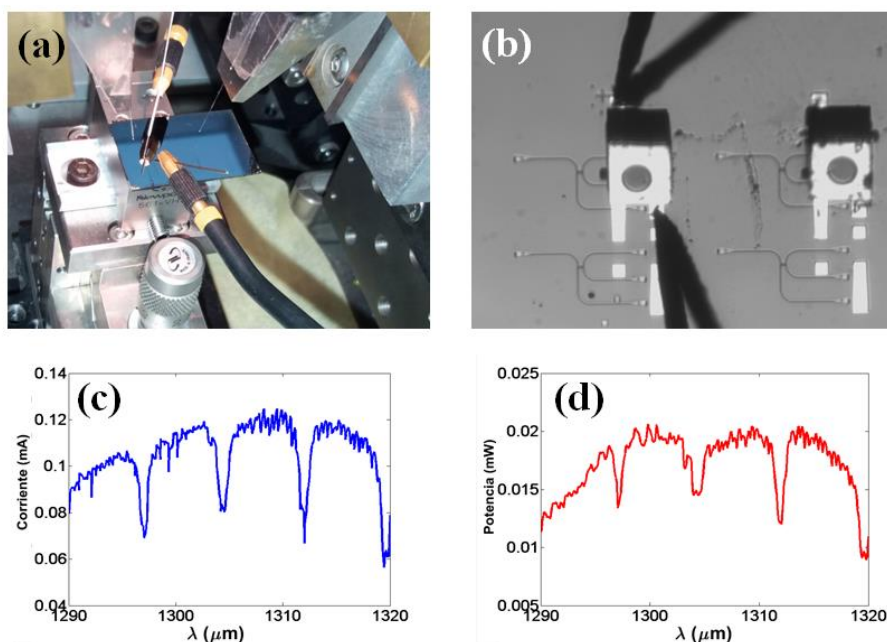 (a)
(b)
(c)
0.14
0.12
0.1
0.08
0.06
0.04
Corriente (mA)
1290
1300
1310
1320
λ (μm)
(d)
0.025
0.02
0.015
0.01
0.005
Potencia (mW)
1290
1300
1310
1320
λ (μm)